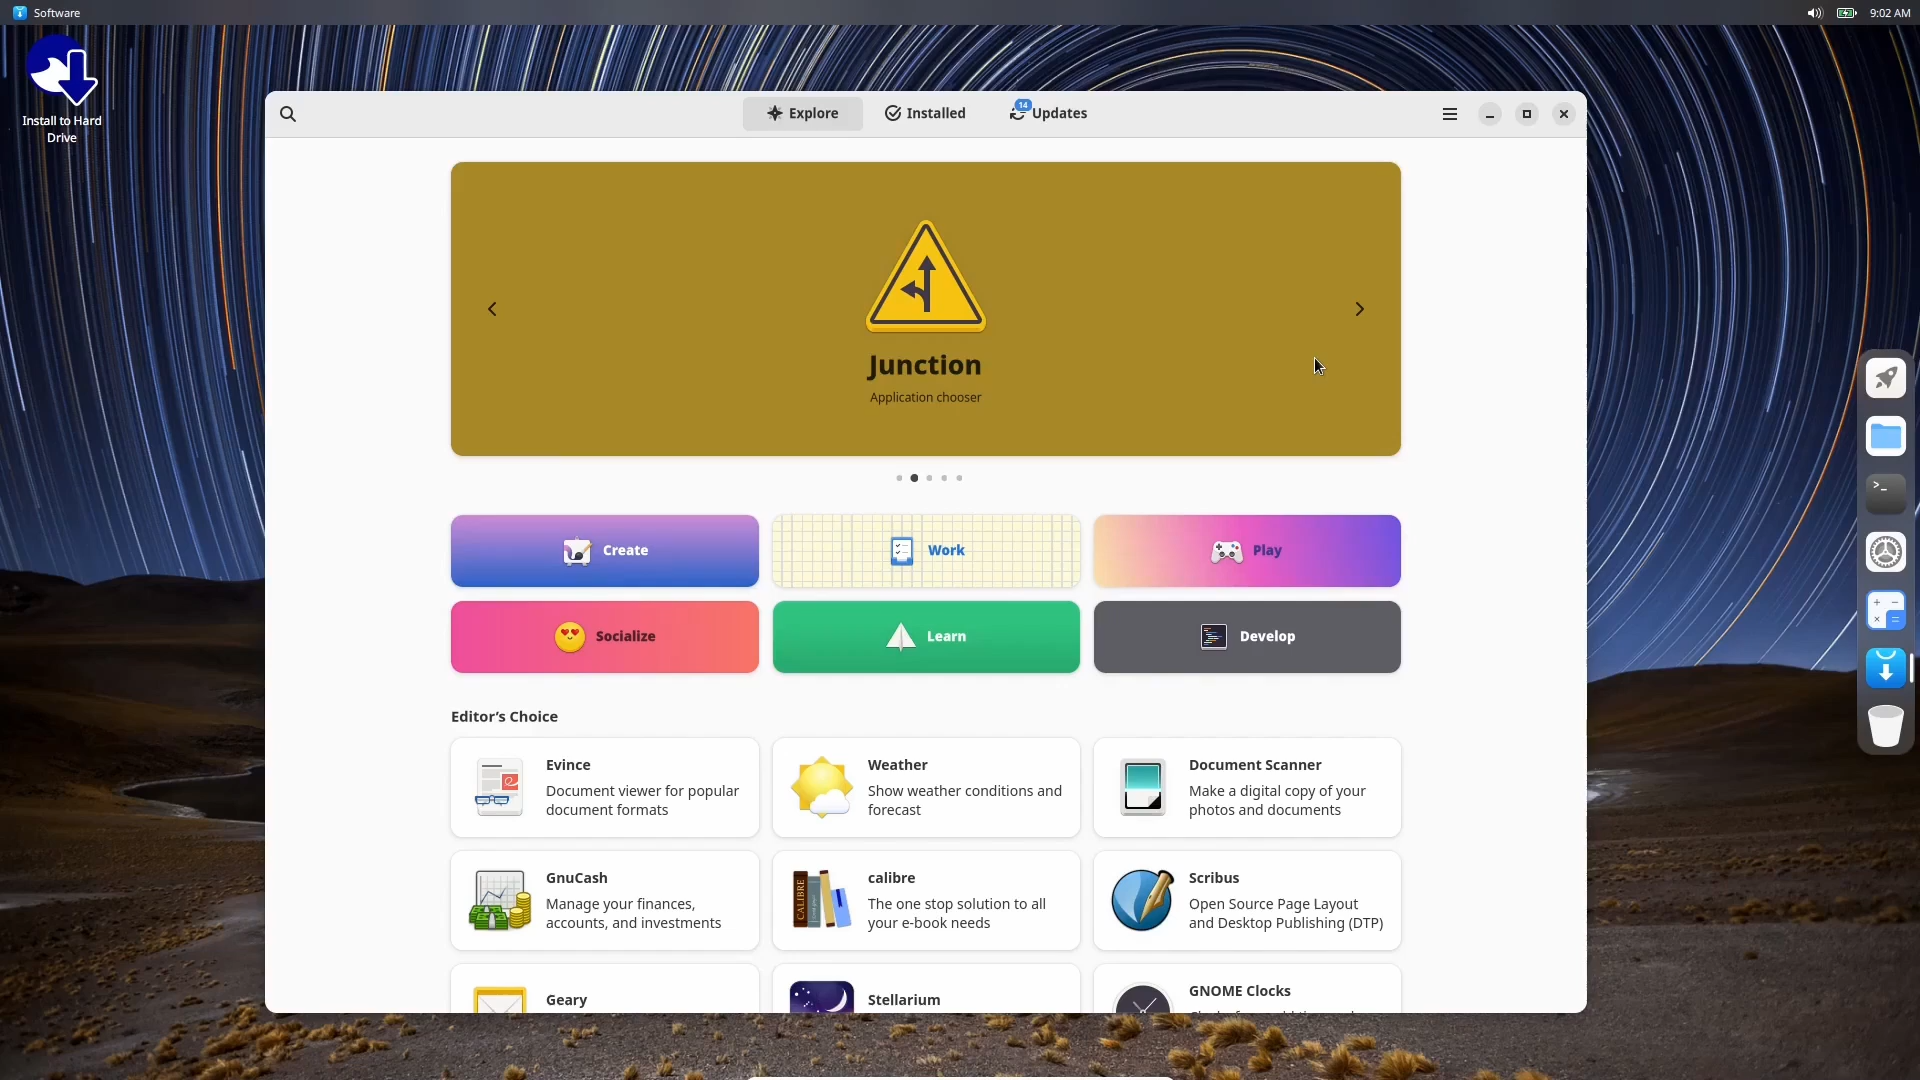 Software
9:02 AM
Install to Hard
Drive
Explore
Installed
14
Updates
Junction
Application chooser
Create
Work
Play
Socialize
Learn
Develop
Editor’s Choice
Evince
Document viewer for popular
document formats
Weather
Show weather conditions and
forecast
Document Scanner
Make a digital copy of your
photos and documents
GnuCash
Manage your finances,
accounts, and investments
CALIBRE
calibre
The one stop solution to all
your e-book needs
Scribus
Open Source Page Layout
and Desktop Publishing (DTP)
Geary
Stellarium
GNOME Clocks